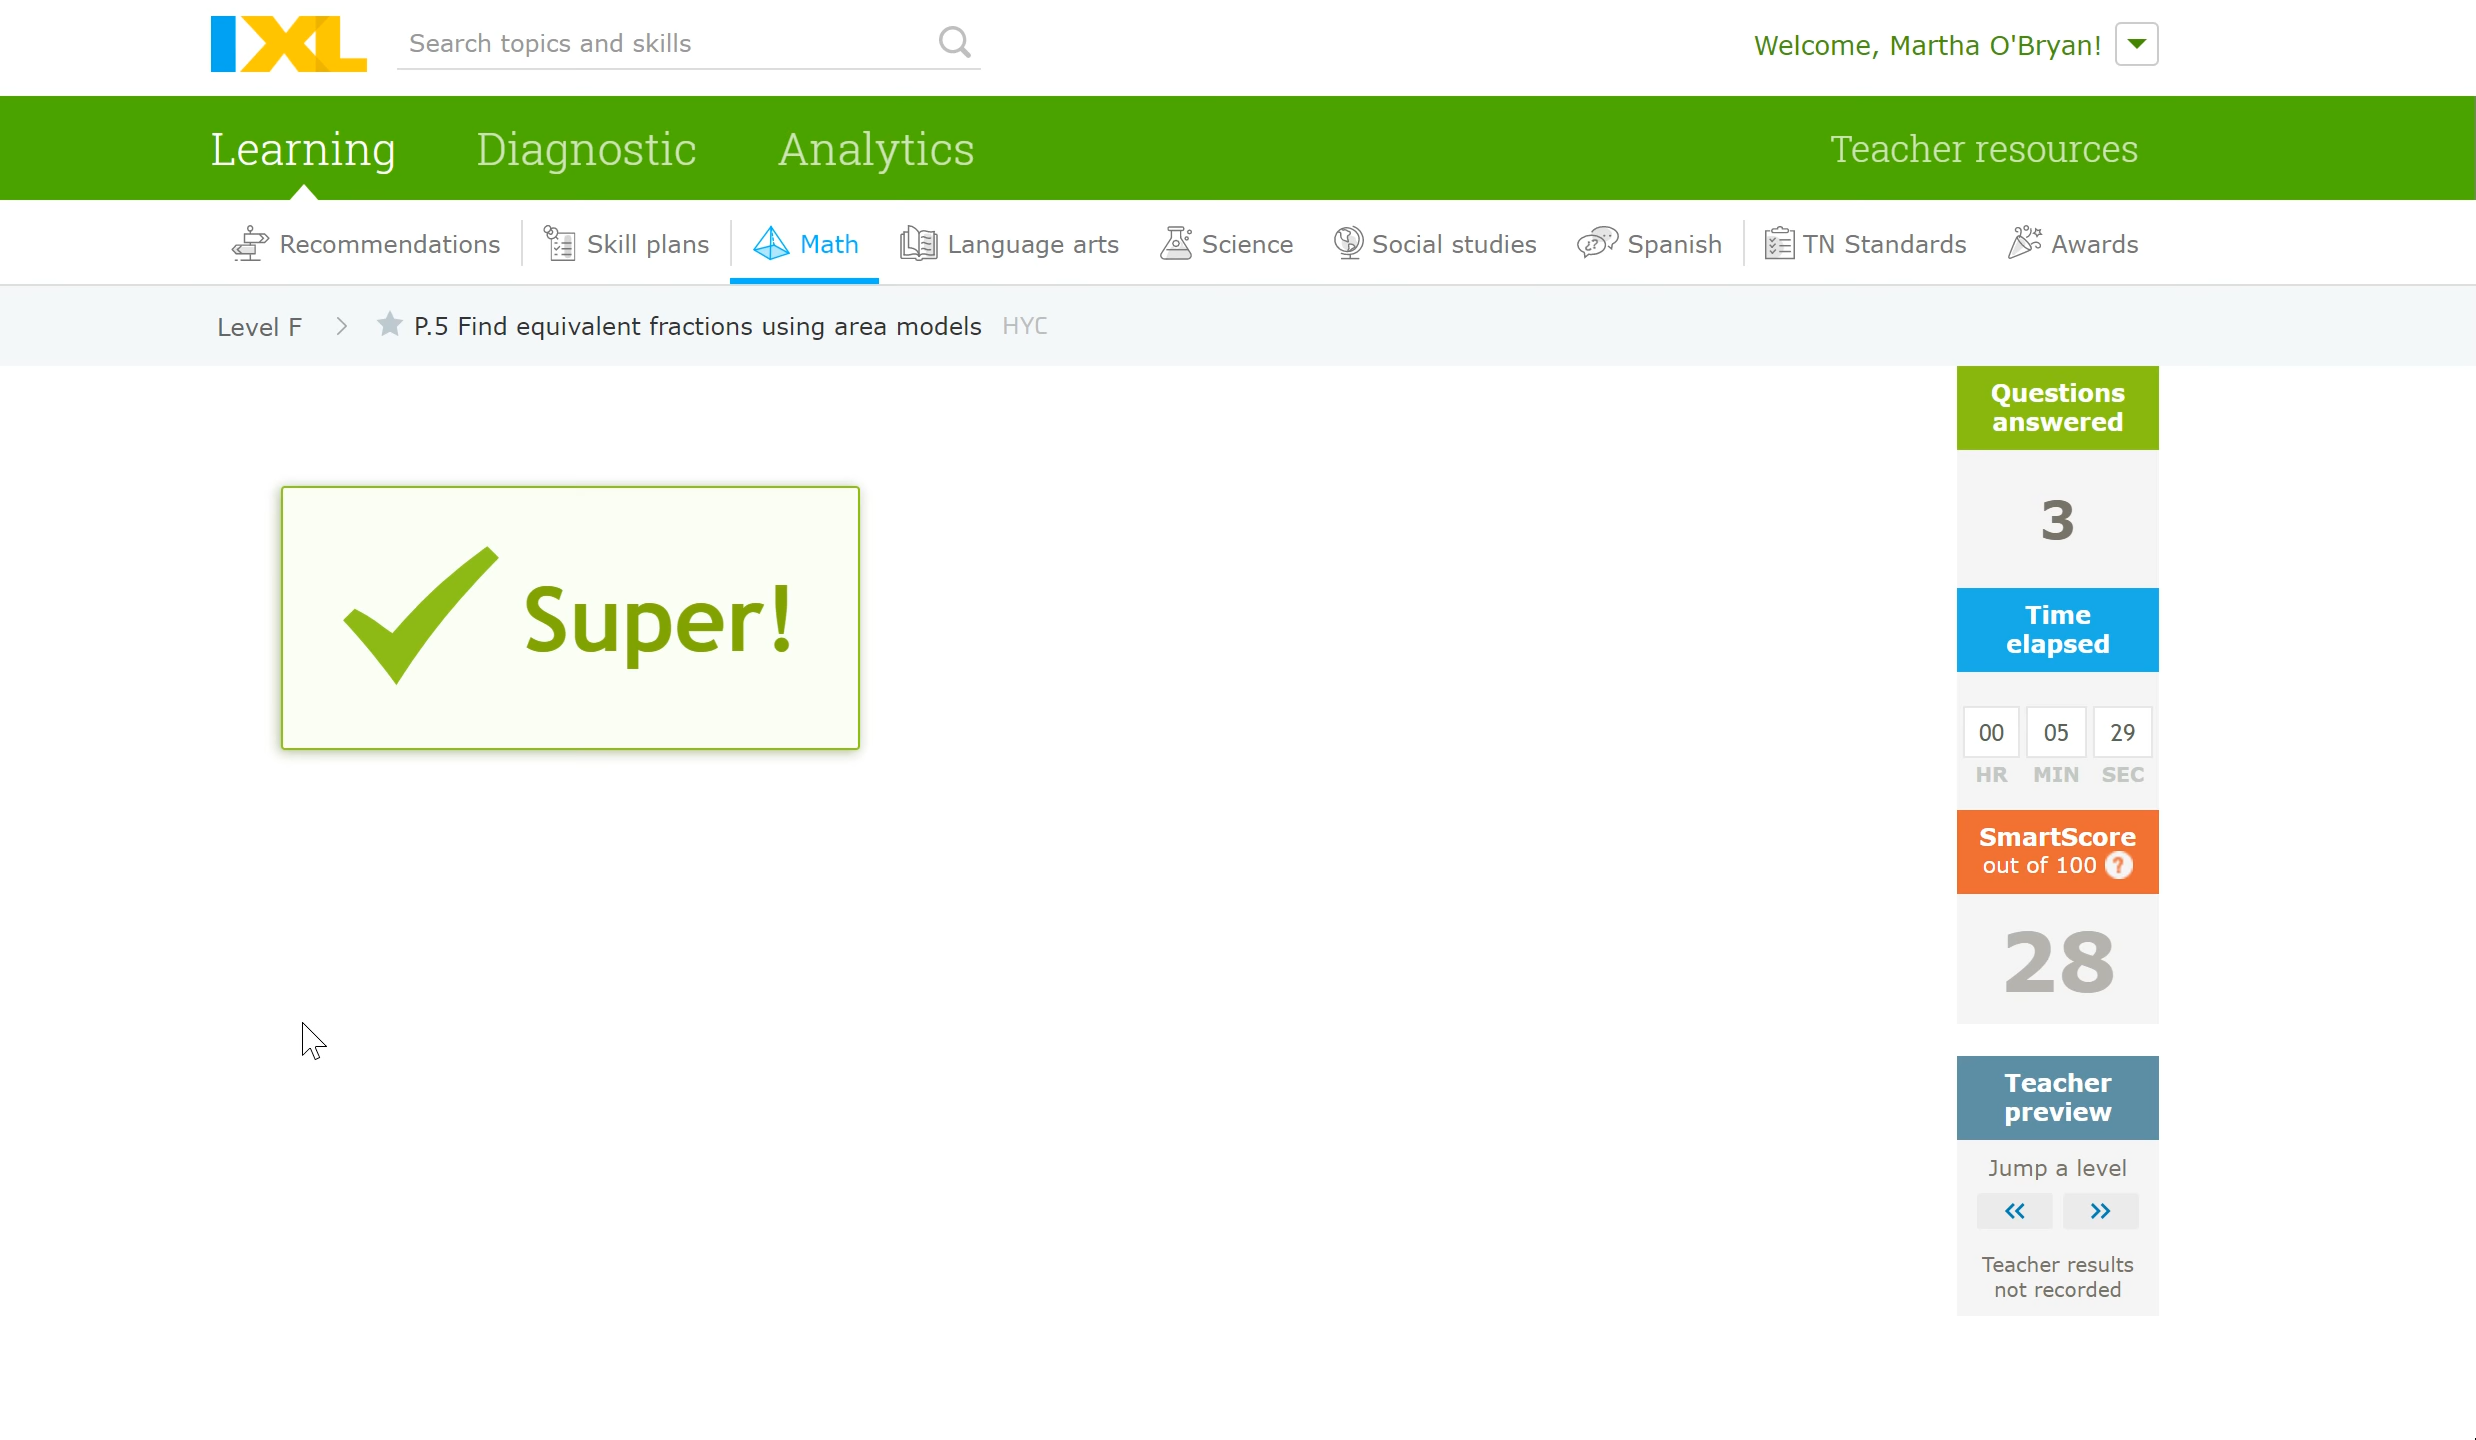 IXL
Search topics and skills
Welcome, Martha O'Bryan!
Learning
Diagnostic
Analytics
Teacher resources
Recommendations
Skill plans
Math
Language arts
Science
Social studies
Spanish
TN Standards
Awards
Level F > P.5 Find equivalent fractions using area models HYC
Super!
Questions
answered
3
Time
elapsed
00 05 29
HR MIN SEC
SmartScore
out of 100 ?
28
Teacher
preview
Jump a level
Teacher results
not recorded